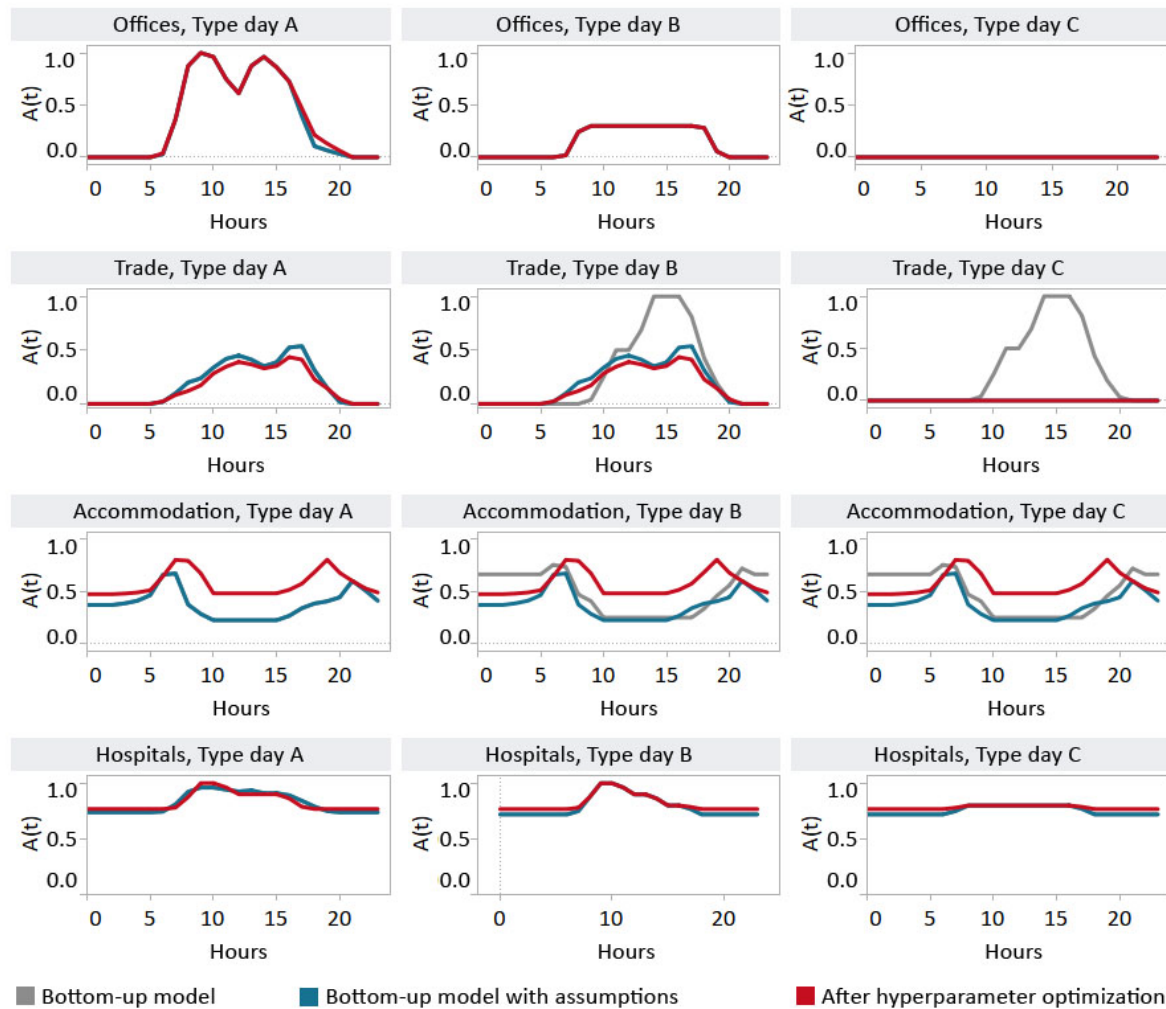 Offices, Type day A
Offices, Type day B
Offices, Type day C
A(t)
1.0
0.5
0.0
0 5 10 15 20
Hours
A(t)
1.0
0.5
0.0
0 5 10 15 20
Hours
A(t)
1.0
0.5
0.0
0 5 10 15 20
Hours
Trade, Type day A
Trade, Type day B
Trade, Type day C
A(t)
1.0
0.5
0.0
0 5 10 15 20
Hours
A(t)
1.0
0.5
0.0
0 5 10 15 20
Hours
A(t)
1.0
0.5
0.0
0 5 10 15 20
Hours
Accommodation, Type day A
Accommodation, Type day B
Accommodation, Type day C
A(t)
1.0
0.5
0.0
0 5 10 15 20
Hours
A(t)
1.0
0.5
0.0
0 5 10 15 20
Hours
A(t)
1.0
0.5
0.0
0 5 10 15 20
Hours
Hospitals, Type day A
Hospitals, Type day B
Hospitals, Type day C
A(t)
1.0
0.5
0.0
0 5 10 15 20
Hours
A(t)
1.0
0.5
0.0
0 10 20
Hours
A(t)
1.0
0.5
0.0
0 5 10 15 20
Hours
Bottom-up model
Bottom-up model with assumptions
After hyperparameter optimization